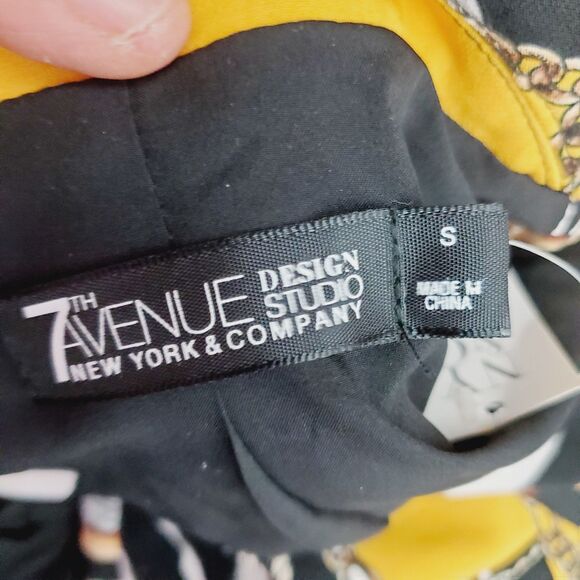 7TH AVENUE DESIGN STUDIO
NEW YORK & COMPANY
S
MADE IN
CHINA